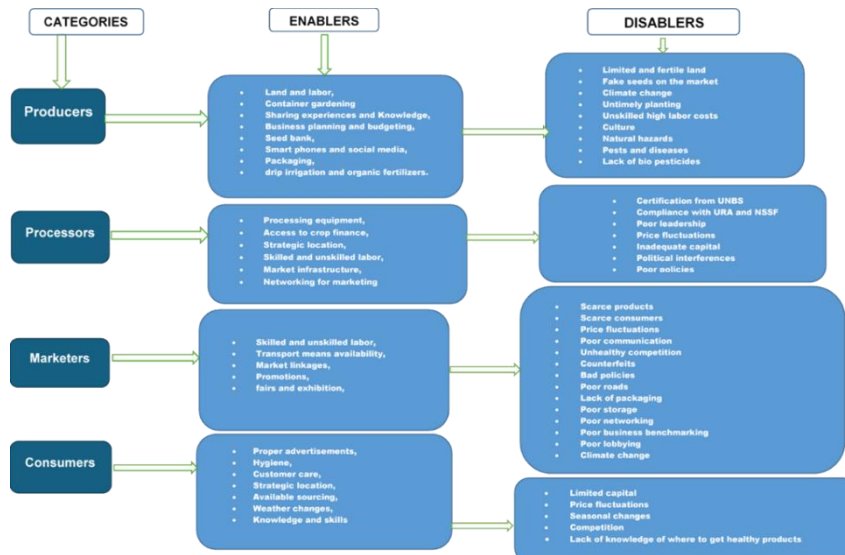 CATEGORIES
ENABLERS
DISABLERS
Producers
Land and labor,
Container gardening
Sharing experiences and Knowledge,
Business planning and budgeting,
Seed bank,
Smart phones and social media,
Packaging,
drip irrigation and organic fertilizers.
Limited and fertile land
Fake seeds on the market
Climate change
Untimely planting
Unskilled high labor costs
Culture
Natural hazards
Pests and diseases
Lack of bio pesticides
Processors
Processing equipment,
Access to crop finance,
Strategic location,
Skilled and unskilled labor,
Market infrastructure,
Networking for marketing
Certification from UNBS
Compliance with URA and NSSF
Poor leadership
Price fluctuations
Inadequate capital
Political interferences
Poor policies
Marketers
Skilled and unskilled labor,
Transport means availability,
Market linkages,
Promotions,
fairs and exhibition,
Scarce products
Scarce consumers
Price fluctuations
Poor communication
Unhealthy competition
Counterfeits
Bad policies
Poor roads
Lack of packaging
Poor storage
Poor networking
Poor business benchmarking
Poor lobbying
Climate change
Consumers
Proper advertisements,
Hygiene,
Customer care,
Strategic location,
Available sourcing,
Weather changes,
Knowledge and skills
Limited capital
Price fluctuations
Seasonal changes
Competition
Lack of knowledge of where to get healthy products